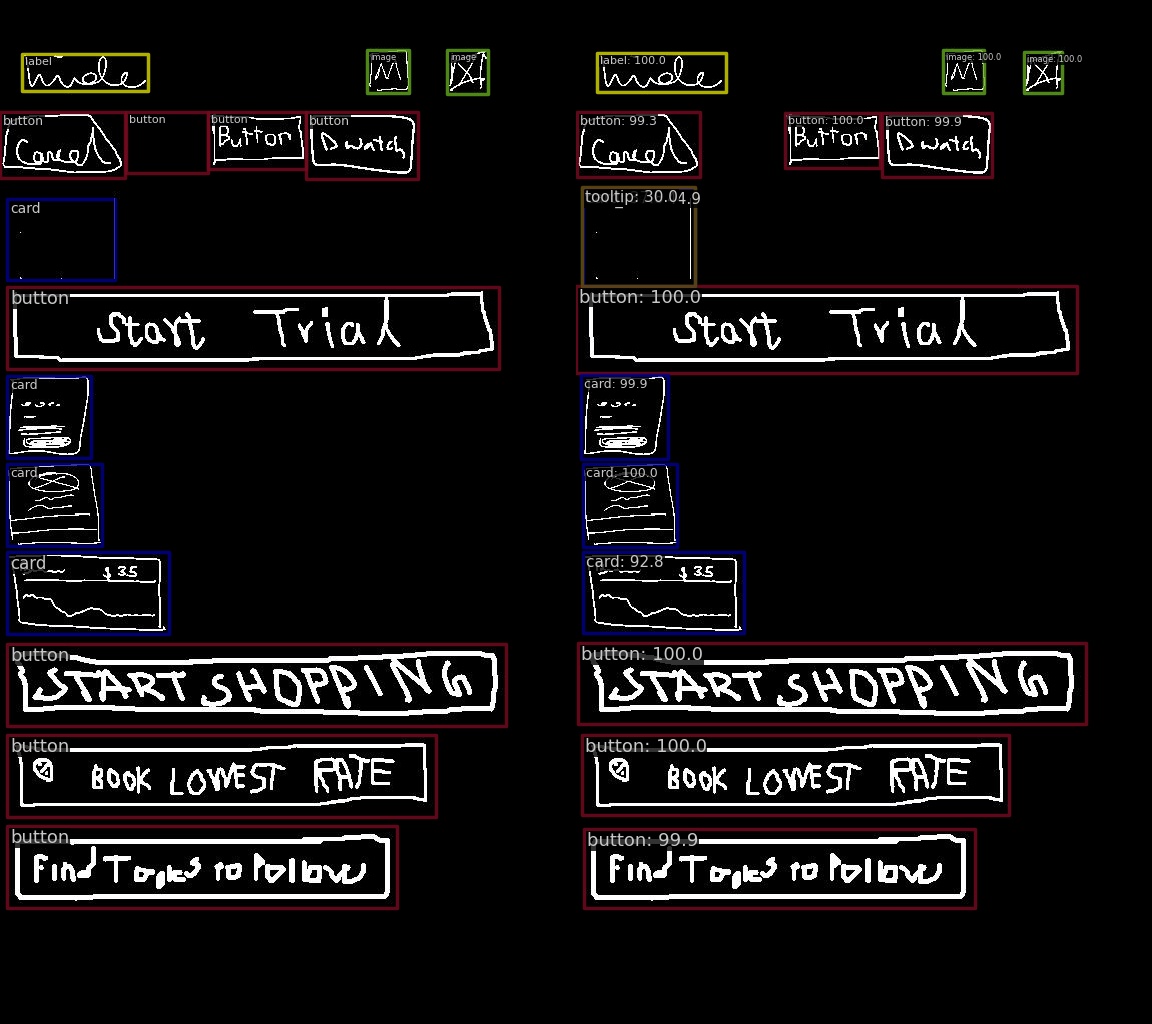 label
image
image
button
Cancel
button
button
Button
button
D watch
card
button
Start Trial
card
card
card
$35
button
START SHOPPING
button
BOOK LOWEST RATE
button
Find Topics to Follow
label: 100.0
image: 100.0
image: 100.0
button: 99.3
Cancel
button: 100.0
Button
button: 99.9
D watch
tooltip: 30.0
4.9
button: 100.0
Start Trial
card: 99.9
card: 100.0
card: 92.8
$35
button: 100.0
START SHOPPING
button: 100.0
BOOK LOWEST RATE
button: 99.9
Find Topics to Follow